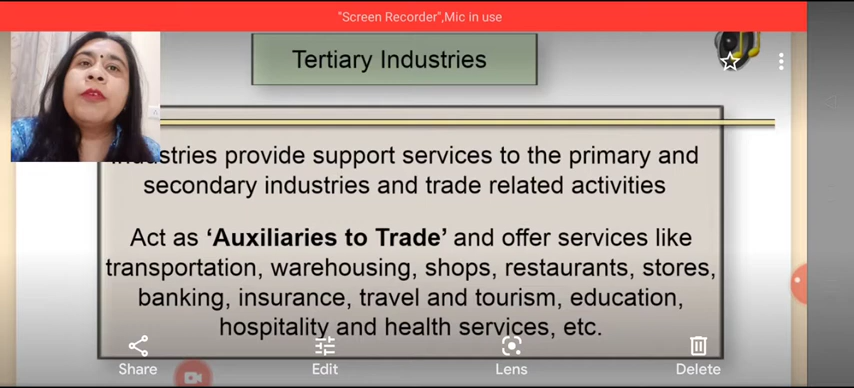 "Screen Recorder",Mic in use
Tertiary Industries
Industries provide support services to the primary and
secondary industries and trade related activities
Act as ‘Auxiliaries to Trade’ and offer services like
transportation, warehousing, shops, restaurants, stores,
banking, insurance, travel and tourism, education,
hospitality and health services, etc.
Share Edit Lens Delete